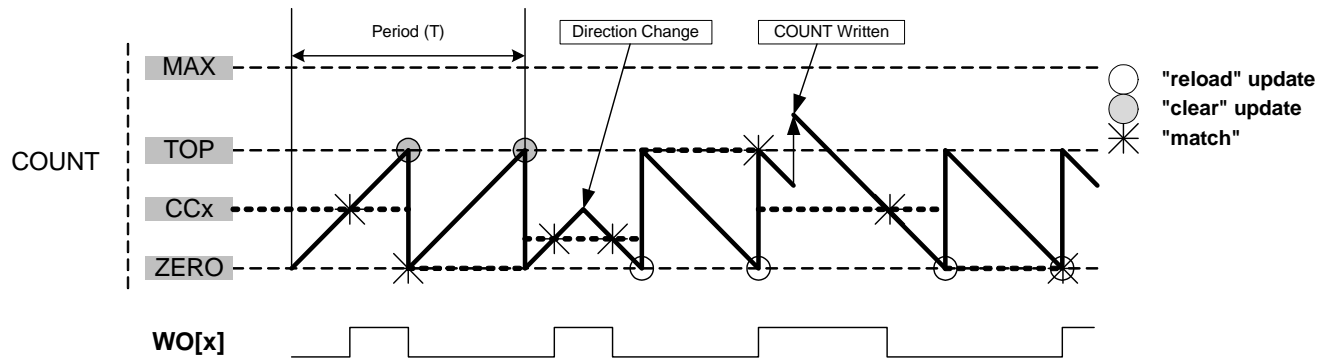 Period (T)
Direction Change
COUNT Written
MAX
"reload" update
"clear" update
TOP
"match"
COUNT
CCx
ZERO
WO[x]